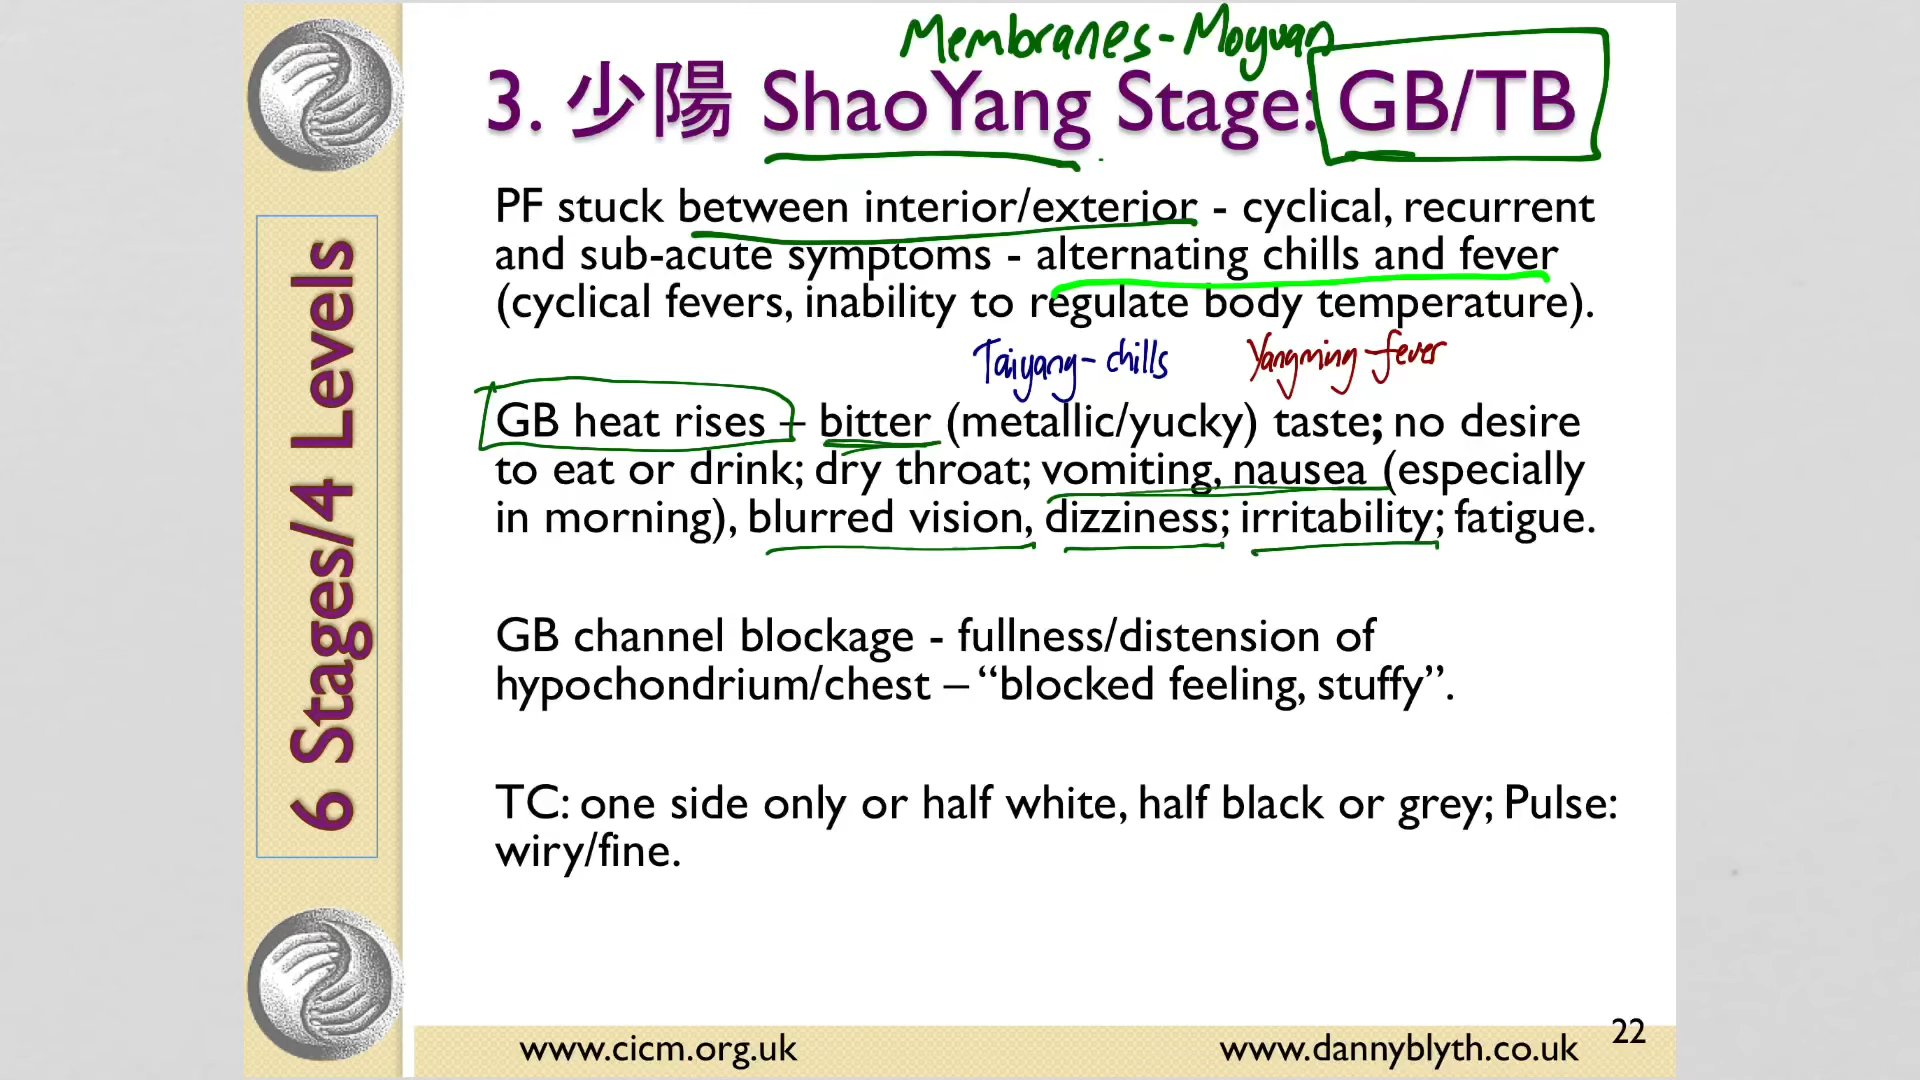 Membranes - Moyuan
3. 少陽 ShaoYang Stage: GB/TB
PF stuck between interior/exterior - cyclical, recurrent
and sub-acute symptoms - alternating chills and fever
(cyclical fevers, inability to regulate body temperature).
Taiyang - chills Yangming - fever
GB heat rises – bitter (metallic/yucky) taste; no desire
to eat or drink; dry throat; vomiting, nausea (especially
in morning), blurred vision, dizziness; irritability; fatigue.
GB channel blockage - fullness/distension of
hypochondrium/chest – “blocked feeling, stuffy”.
TC: one side only or half white, half black or grey; Pulse:
wiry/fine.
6 Stages/4 Levels
www.cicm.org.uk
www.dannyblyth.co.uk
22